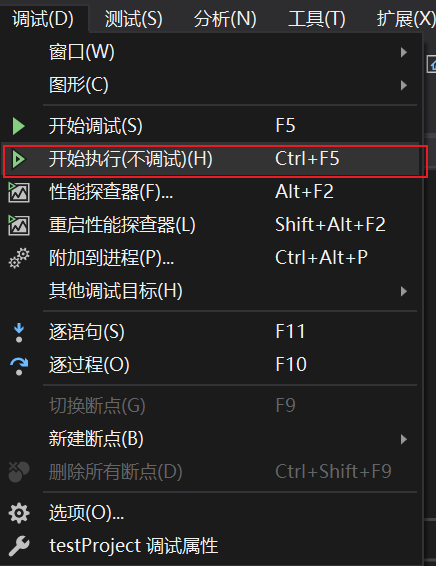 调试(D) 测试(S) 分析(N) 工具(T) 扩展(X)
窗口(W)
图形(C)
开始调试(S) F5
开始执行(不调试)(H) Ctrl+F5
性能探查器(F)... Alt+F2
重启性能探查器(L) Shift+Alt+F2
附加到进程(P)... Ctrl+Alt+P
其他调试目标(H)
逐语句(S) F11
逐过程(O) F10
切换断点(G) F9
新建断点(B)
删除所有断点(D) Ctrl+Shift+F9
选项(O)...
testProject 调试属性